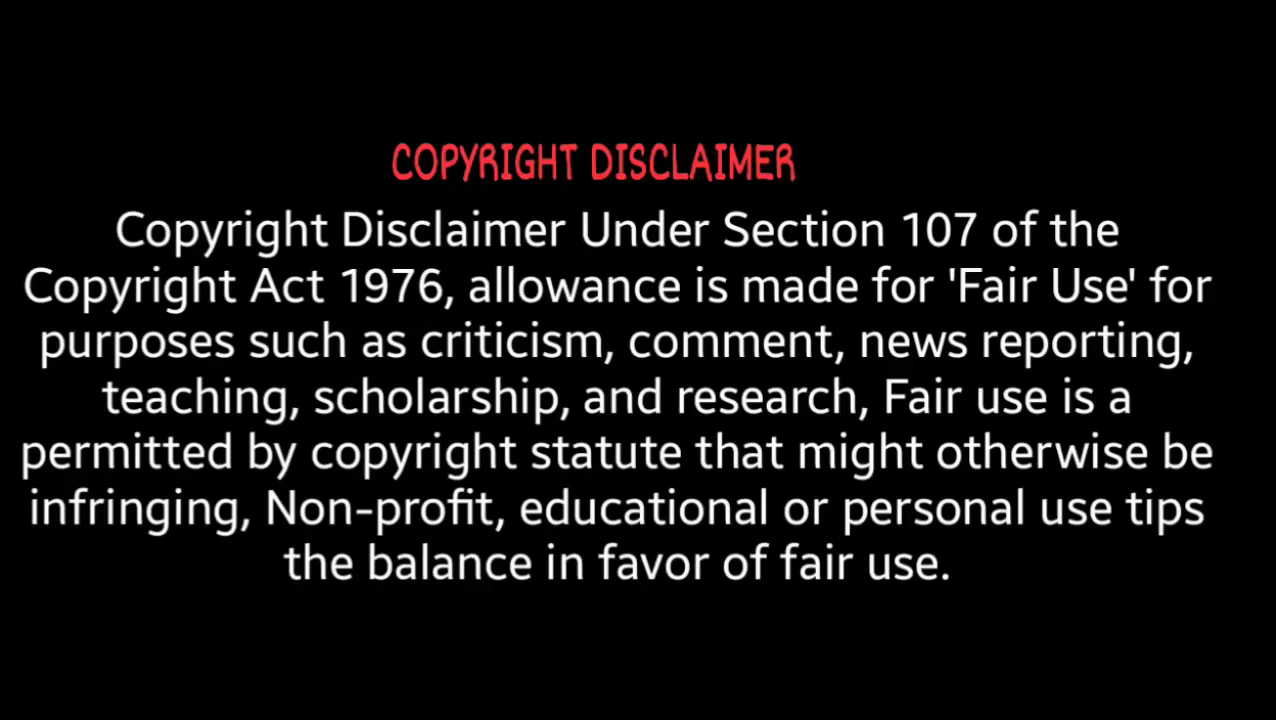 COPYRIGHT DISCLAIMER
Copyright Disclaimer Under Section 107 of the
Copyright Act 1976, allowance is made for 'Fair Use' for
purposes such as criticism, comment, news reporting,
teaching, scholarship, and research, Fair use is a
permitted by copyright statute that might otherwise be
infringing, Non-profit, educational or personal use tips
the balance in favor of fair use.